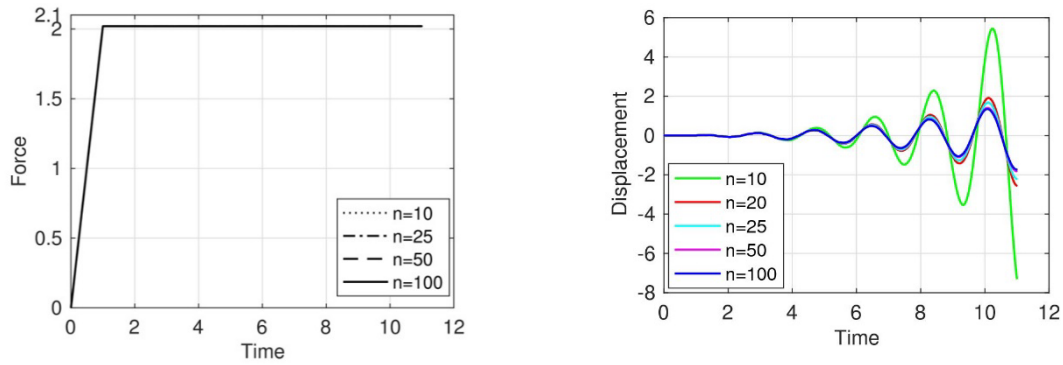 2.1
2
1.5
1
0.5
0
0 2 4 6 8 10 12
Force
Time
n=10
n=25
n=50
n=100
6
4
2
0
-2
-4
-6
-8
0 2 4 6 8 10 12
Displacement
Time
n=10
n=20
n=25
n=50
n=100